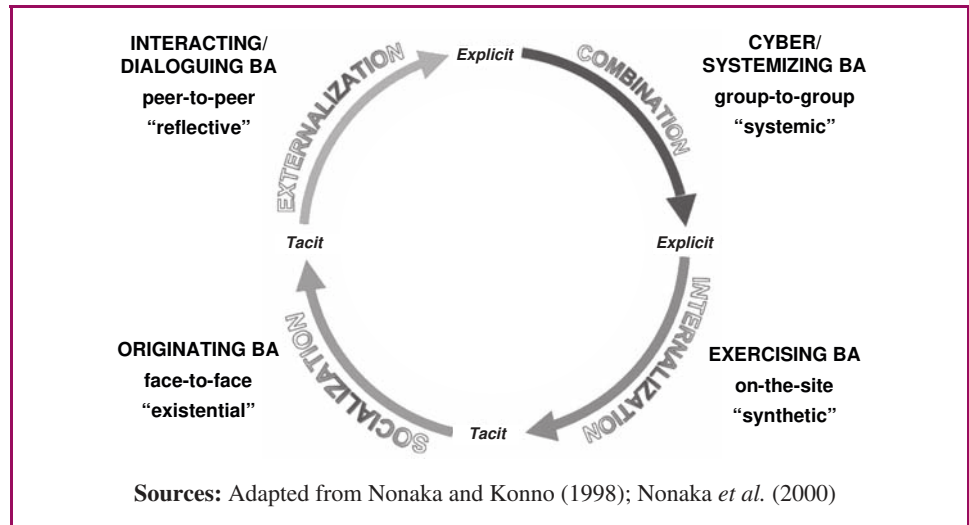 INTERACTING/
DIALOGUING BA
peer-to-peer
“reflective”
EXTERNALIZATION
Explicit
COMBINATION
CYBER/
SYSTEMIZING BA
group-to-group
“systemic”
Tacit
Explicit
ORIGINATING BA
face-to-face
“existential”
SOCIALIZATION
Tacit
INTERNALIZATION
EXERCISING BA
on-the-site
“synthetic”
Sources: Adapted from Nonaka and Konno (1998); Nonaka et al. (2000)